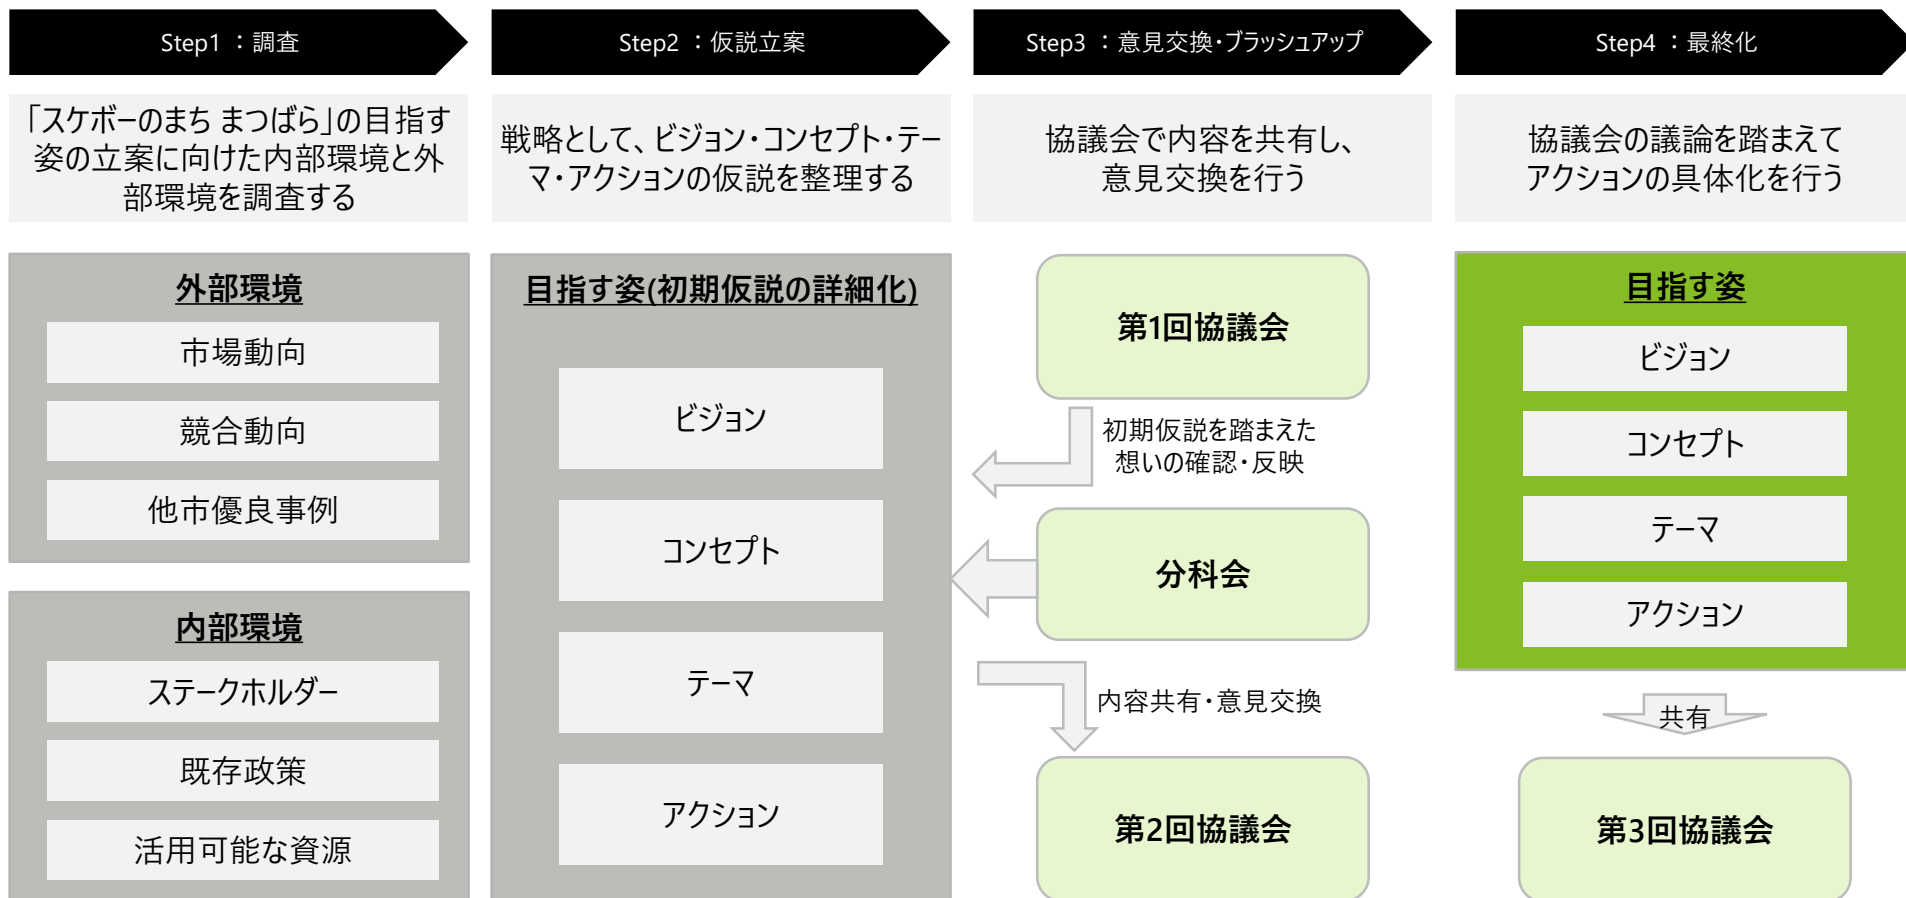 Step1 ：調査
Step2 ：仮説立案
Step3 ：意見交換・ブラッシュアップ
Step4 ：最終化
「スケボーのまち まつばら」の目指す
姿の立案に向けた内部環境と外
部環境を調査する
戦略として、ビジョン・コンセプト・テー
マ・アクションの仮説を整理する
協議会で内容を共有し、
意見交換を行う
協議会の議論を踏まえて
アクションの具体化を行う
外部環境
市場動向
競合動向
他市優良事例
内部環境
ステークホルダー
既存政策
活用可能な資源
目指す姿(初期仮説の詳細化)
ビジョン
コンセプト
テーマ
アクション
第1回協議会
初期仮説を踏まえた
想いの確認・反映
分科会
内容共有・意見交換
第2回協議会
目指す姿
ビジョン
コンセプト
テーマ
アクション
共有
第3回協議会